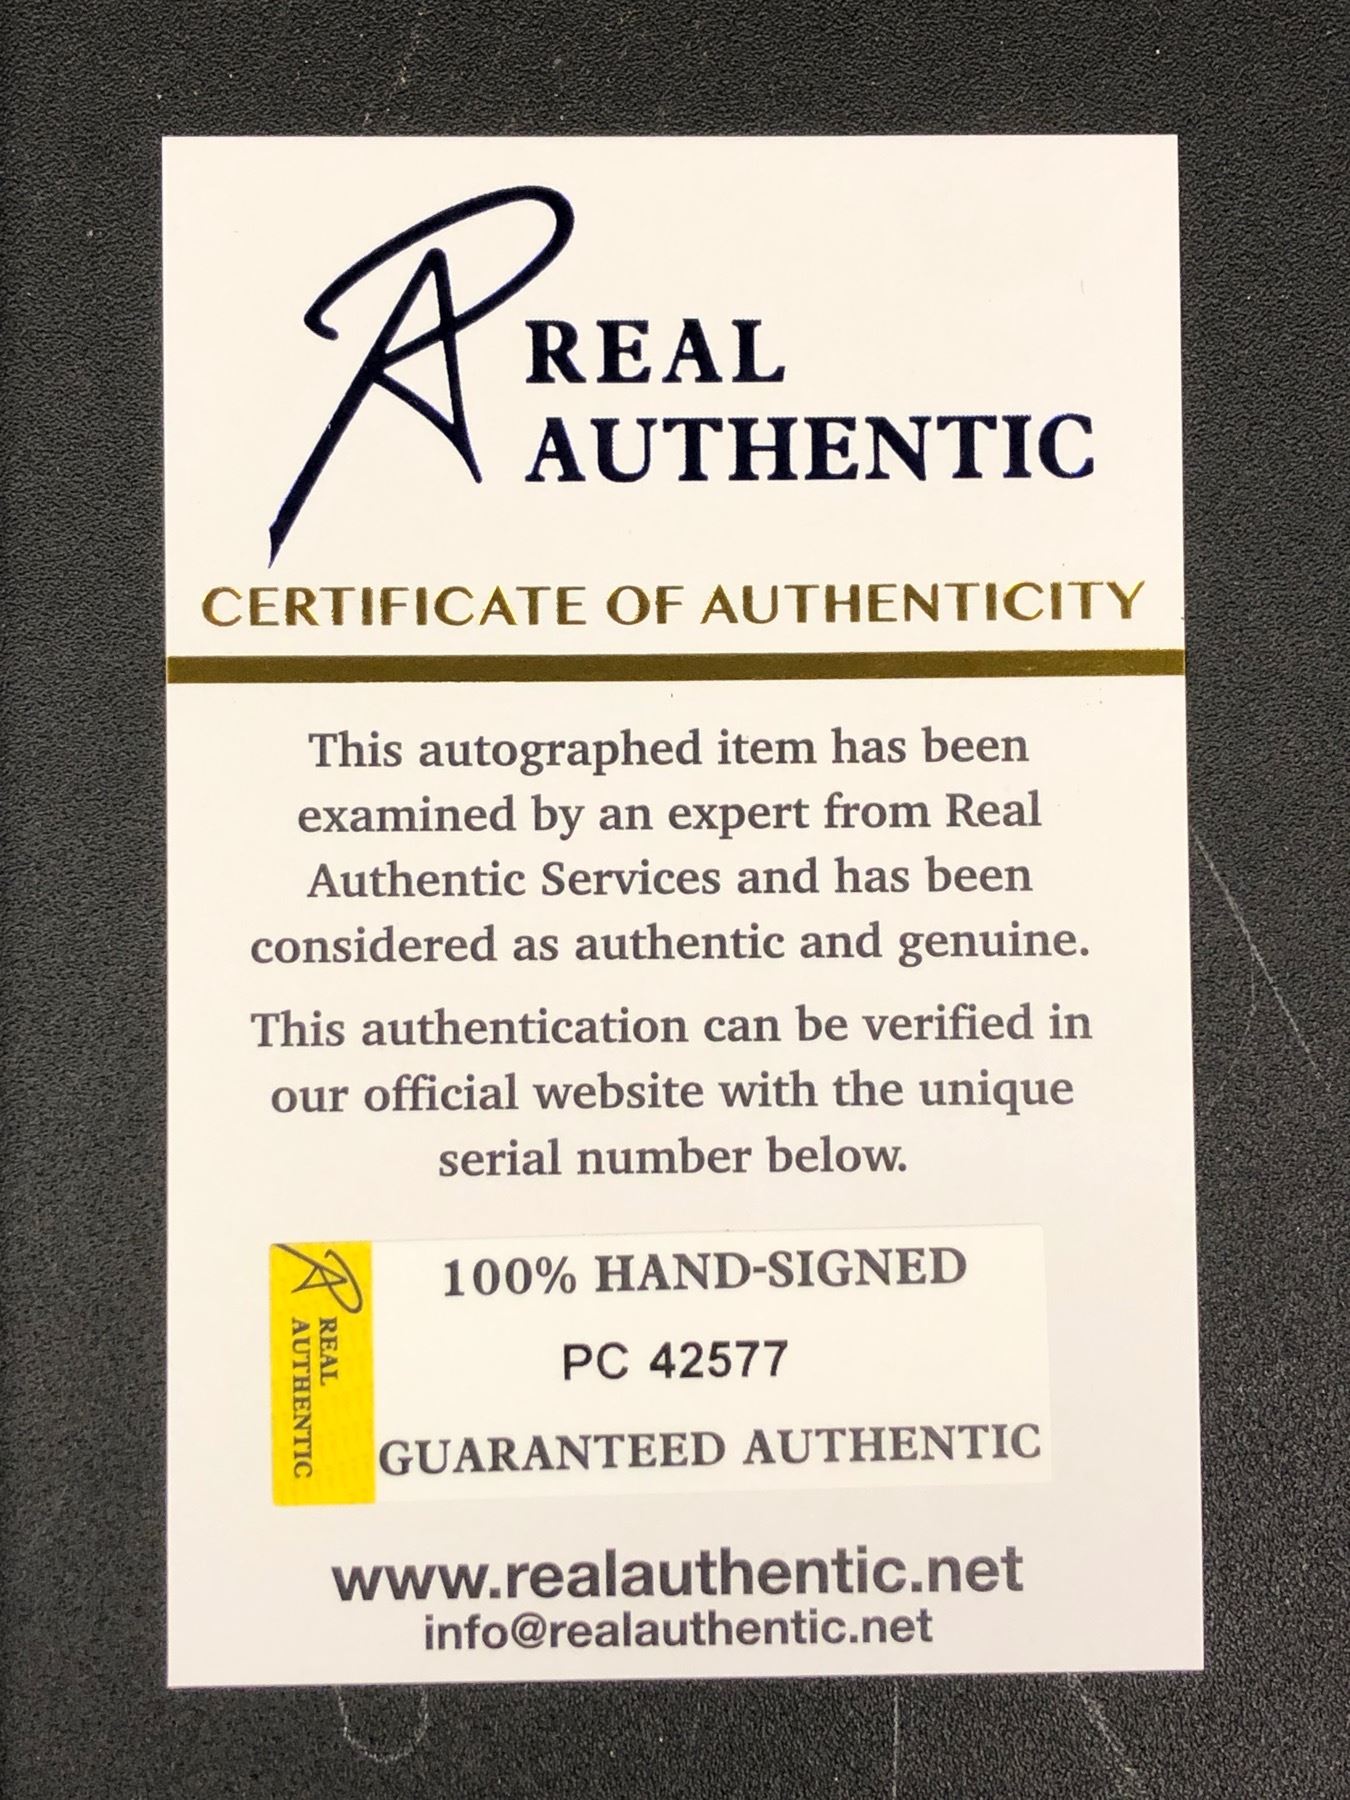 RA REAL
AUTHENTIC
CERTIFICATE OF AUTHENTICITY
This autographed item has been
examined by an expert from Real
Authentic Services and has been
considered as authentic and genuine.
This authentication can be verified in
our official website with the unique
serial number below.
RA REAL
AUTHENTIC
100% HAND-SIGNED
PC 42577
GUARANTEED AUTHENTIC
www.realauthentic.net
info@realauthentic.net